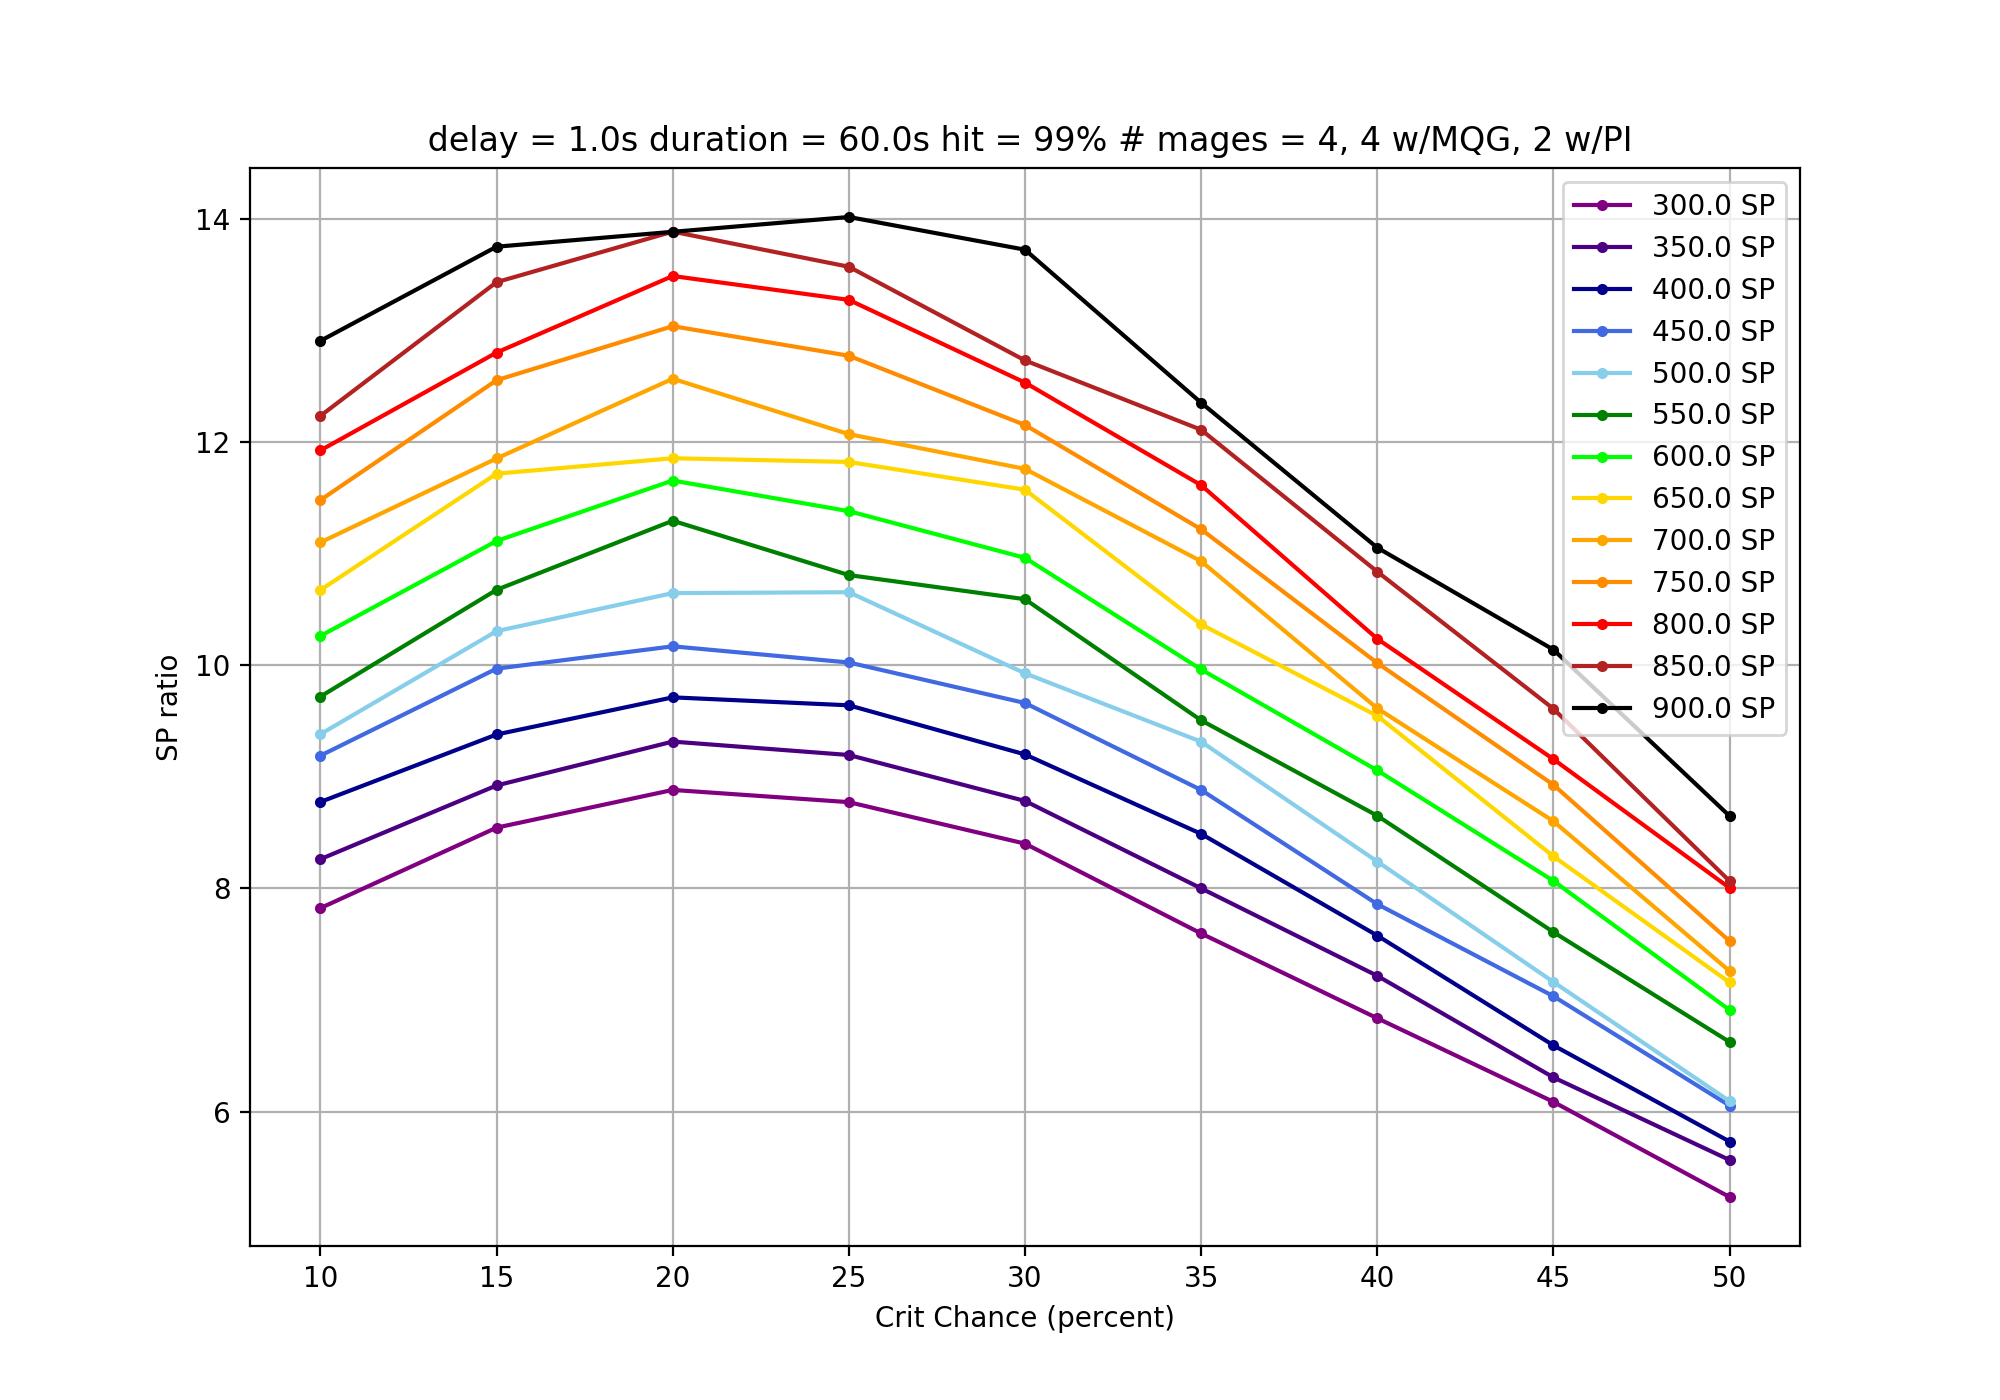 delay = 1.0s duration = 60.0s hit = 99% # mages = 4, 4 w/MQG, 2 w/PI
300.0 SP
350.0 SP
400.0 SP
450.0 SP
500.0 SP
550.0 SP
600.0 SP
650.0 SP
700.0 SP
750.0 SP
800.0 SP
850.0 SP
900.0 SP
14
12
10
8
6
SP ratio
10 15 20 25 30 35 40 45 50
Crit Chance (percent)